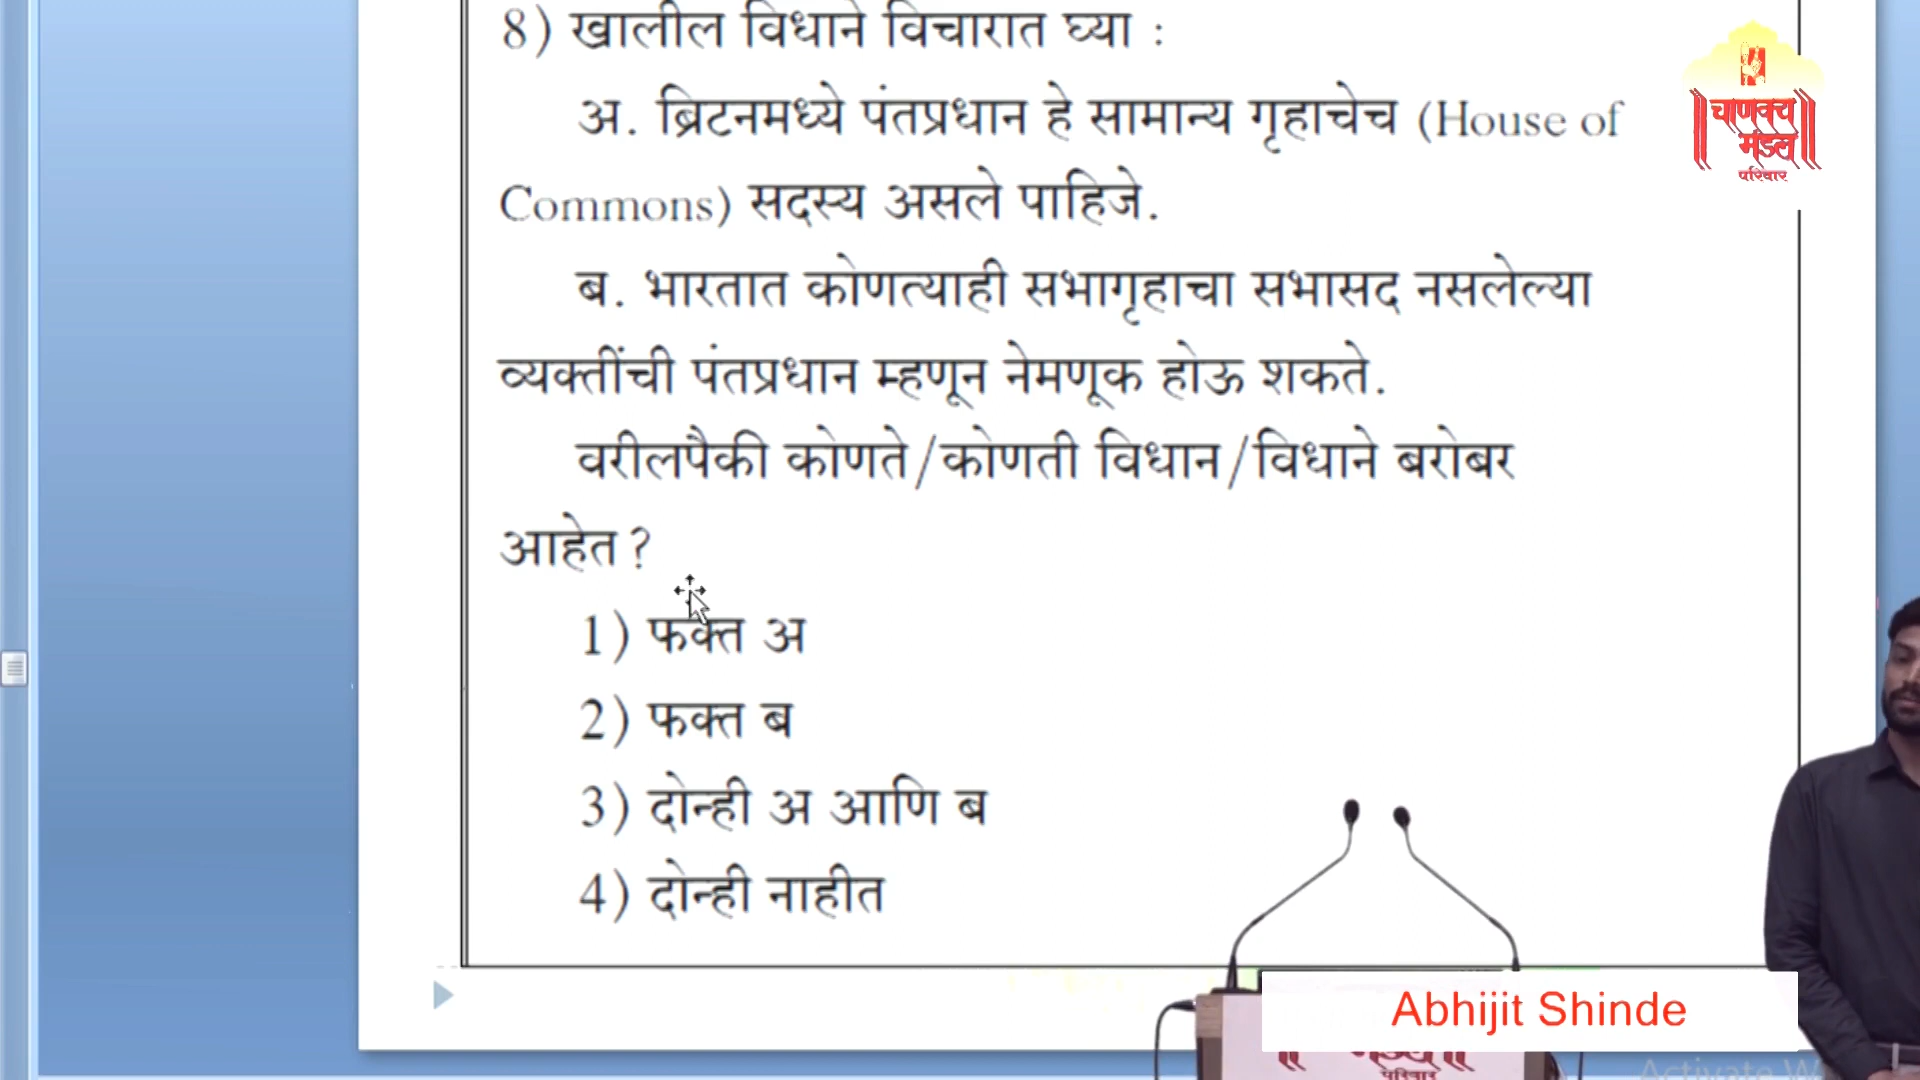 8) खालील विधाने विचारात घ्या :
अ. ब्रिटनमध्ये पंतप्रधान हे सामान्य गृहाचेच (House of
Commons) सदस्य असले पाहिजे.
ब. भारतात कोणत्याही सभागृहाचा सभासद नसलेल्या
व्यक्तींची पंतप्रधान म्हणून नेमणूक होऊ शकते.
वरीलपैकी कोणते/कोणती विधान/विधाने बरोबर
आहेत?
1) फक्त अ
2) फक्त ब
3) दोन्ही अ आणि ब
4) दोन्ही नाहीत
चाणक्य
मंडल
परिवार
Abhijit Shinde
परिवार
Activate W